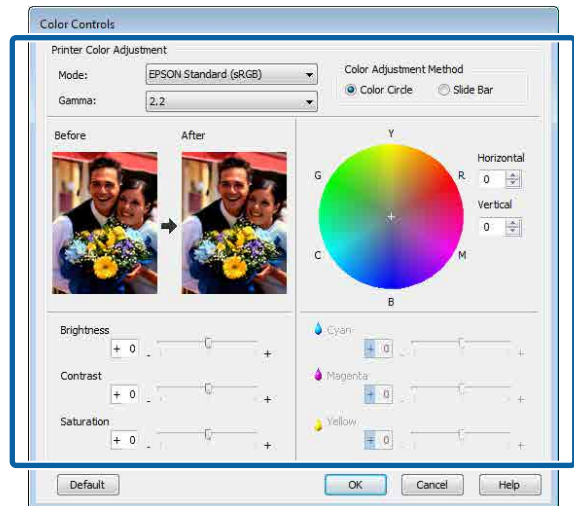 Color Controls
Printer Color Adjustment
Mode: EPSON Standard (sRGB)
Gamma: 2.2
Color Adjustment Method
Color Circle Slide Bar
Before After
Y
G R
C M
B
Horizontal
0
Vertical
0
Brightness
+ 0 - +
Contrast
+ 0 - +
Saturation
+ 0 - +
Cyan
+ 0 - +
Magenta
+ 0 - +
Yellow
+ 0 - +
Default OK Cancel Help